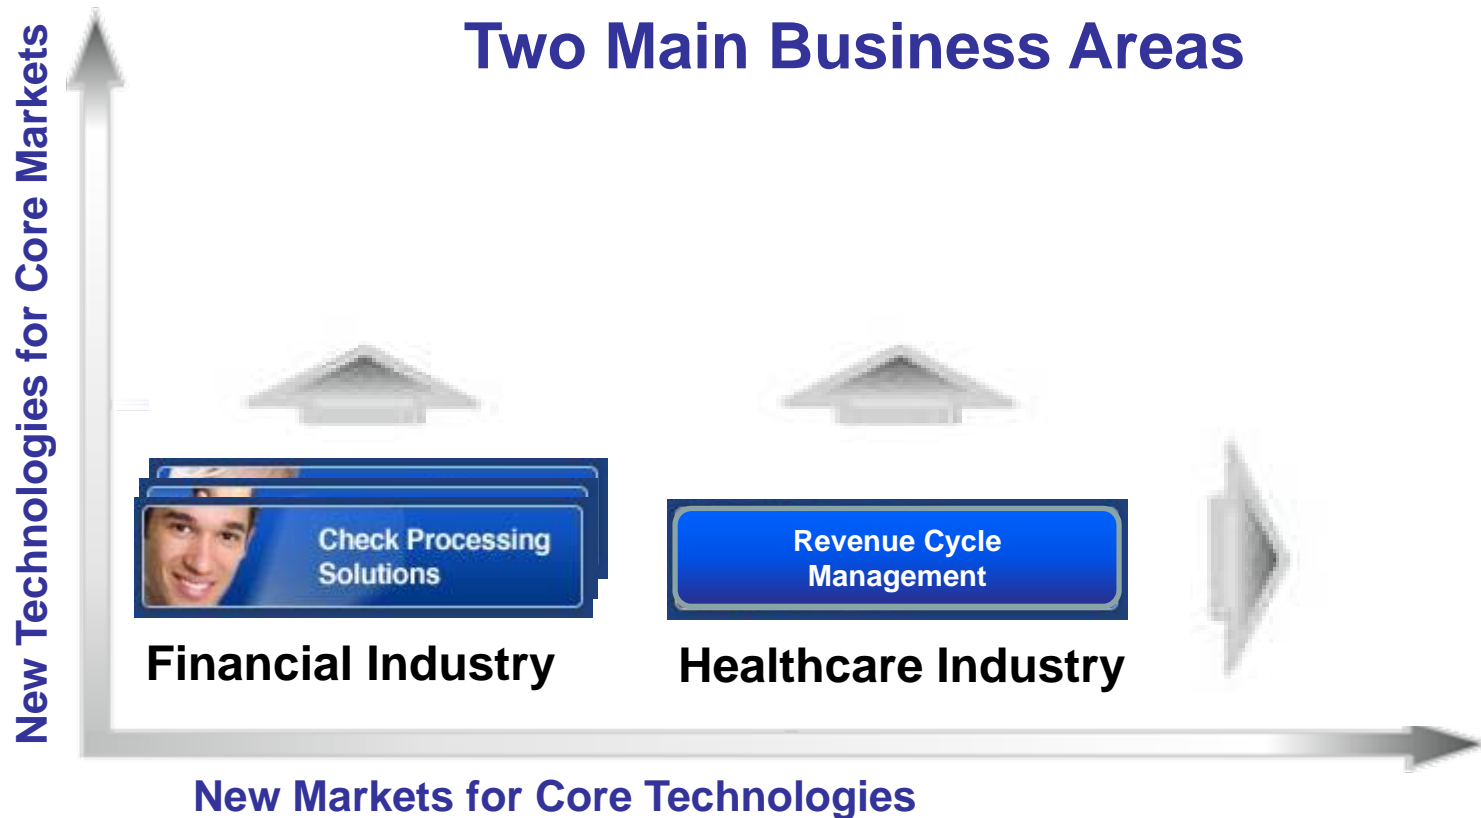 Two Main Business Areas
New Technologies for Core Markets
Check Processing
Solutions
Revenue Cycle
Management
Financial Industry
Healthcare Industry
New Markets for Core Technologies